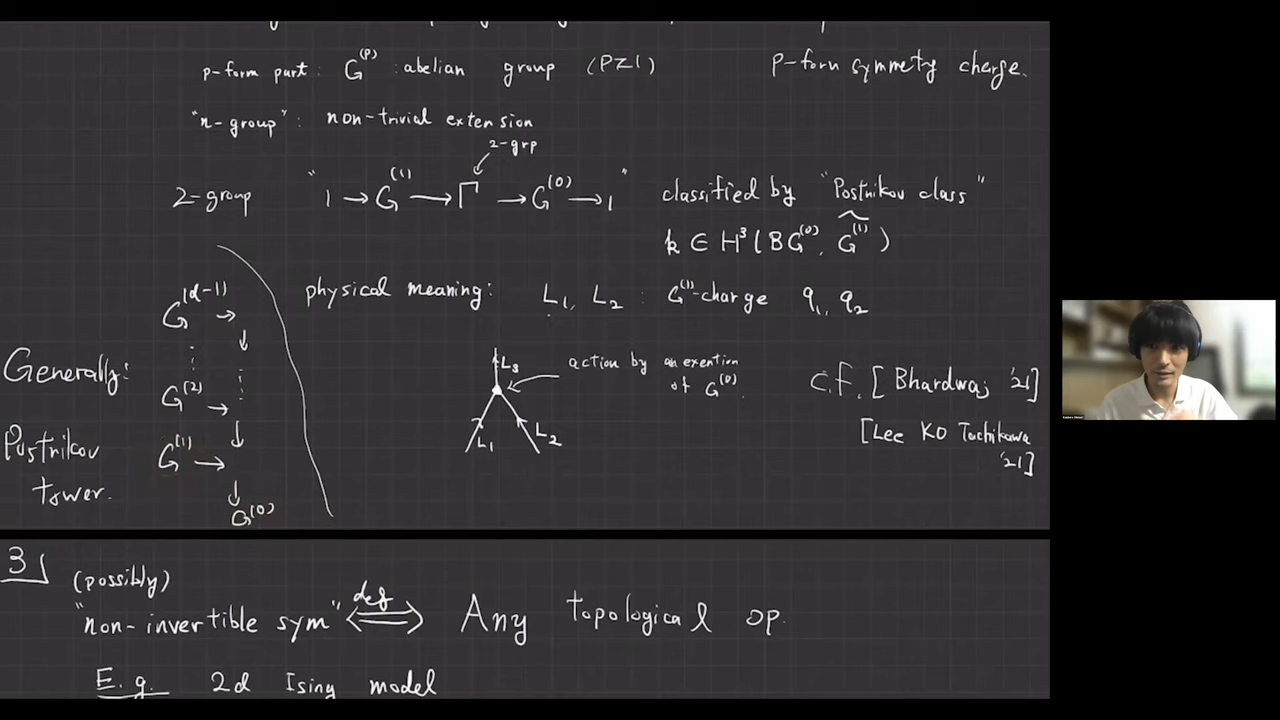 p-form part: G^(p) : abelian group (p≥1) p-form symmety charge.
"n-group": non-trivial extension
2-grp
2-group "1 → G^(1) → Γ → G^(0) → 1" classified by "Postnikov class"
k ∈ H³(BG^(0), G^(1))
physical meaning: L₁, L₂ : G^(1)-charge q₁, q₂
G^(d-1) →
↓
⋮ ⋮
G^(2) →
↓
G^(1) →
↓
G^(0)
Generally:
Postnikov
tower.
L₃
L₁ L₂
action by an exention
of G^(0).
c.f. [Bhardwaj '21]
[Lee Ko Tachikawa
'21]
3
(possibly)
"non-invertible sym" ⟺ def Any topological op.
E.g. 2d Ising model